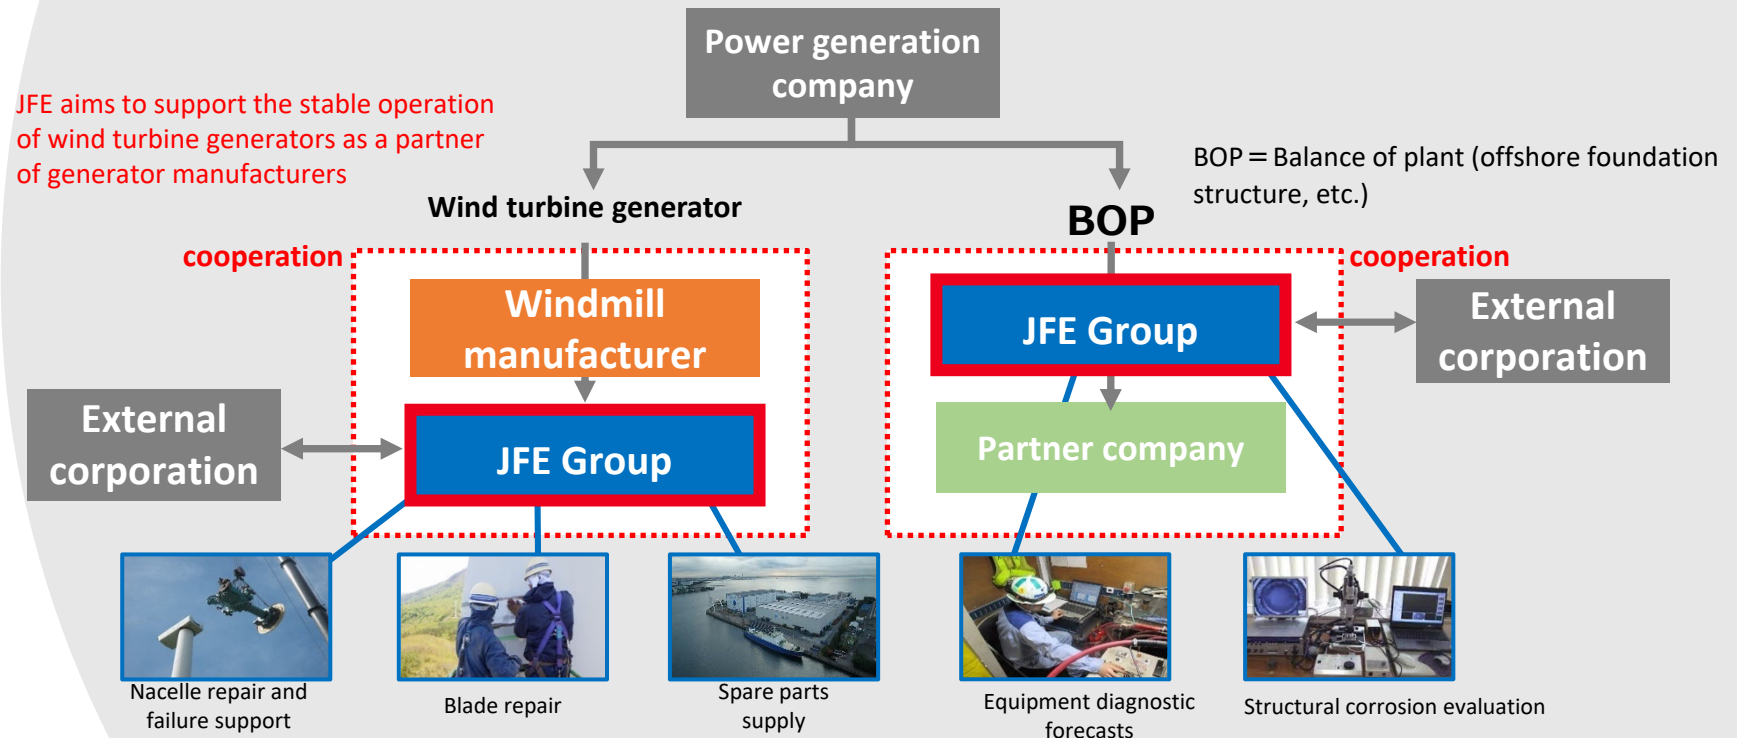 Power generation
company
JFE aims to support the stable operation
of wind turbine generators as a partner
of generator manufacturers
BOP＝Balance of plant (offshore foundation
structure, etc.)
Wind turbine generator
BOP
cooperation
cooperation
Windmill
manufacturer
JFE Group
External
corporation
External
corporation
JFE Group
Partner company
Nacelle repair and
failure support
Blade repair
Spare parts
supply
Equipment diagnostic
forecasts
Structural corrosion evaluation